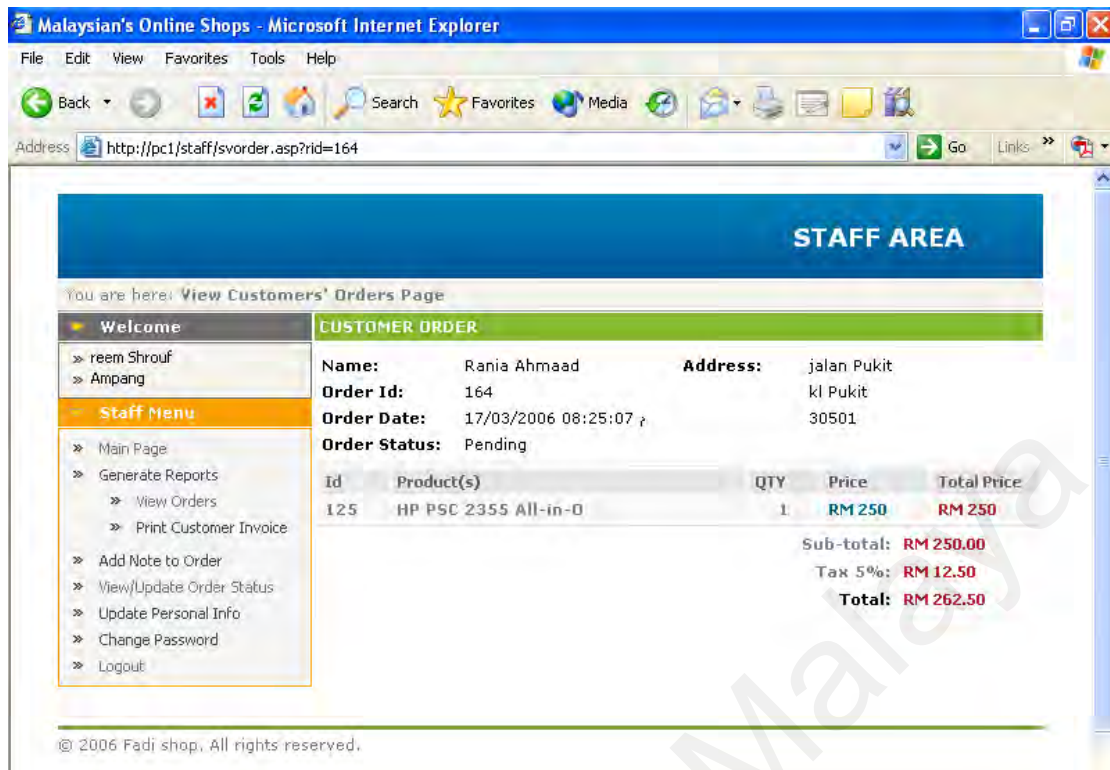 Malaysian's Online Shops - Microsoft Internet Explorer
File Edit View Favorites Tools Help
Back Search Favorites Media
Address http://pc1/staff/svorder.asp?rid=164 Go Links »
STAFF AREA
You are here: View Customers' Orders Page
Welcome
» reem Shrouf
» Ampang
Staff Menu
» Main Page
» Generate Reports
» View Orders
» Print Customer Invoice
» Add Note to Order
» View/Update Order Status
» Update Personal Info
» Change Password
» Logout
CUSTOMER ORDER
Name: Rania Ahmaad Address: jalan Pukit
Order Id: 164 kl Pukit
Order Date: 17/03/2006 08:25:07 م 30501
Order Status: Pending
Id Product(s) QTY Price Total Price
125 HP PSC 2355 All-in-O 1 RM 250 RM 250
Sub-total: RM 250.00
Tax 5%: RM 12.50
Total: RM 262.50
© 2006 Fadi shop, All rights reserved.
Malaya